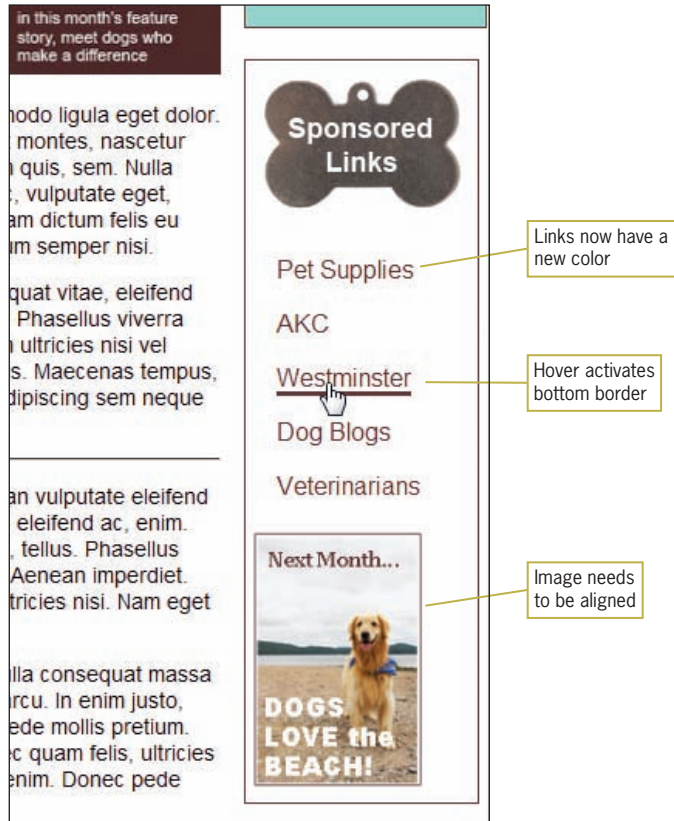 in this month's feature
story, meet dogs who
make a difference
modo ligula eget dolor.
montes, nascetur
quis, sem. Nulla
, vulputate eget,
am dictum felis eu
um semper nisi.
quat vitae, eleifend
Phasellus viverra
ultricies nisi vel
s. Maecenas tempus,
dipiscing sem neque
an vulputate eleifend
eleifend ac, enim.
, tellus. Phasellus
Aenean imperdiet.
tricies nisi. Nam eget
lla consequat massa
rcu. In enim justo,
ede mollis pretium.
ec quam felis, ultricies
enim. Donec pede
Sponsored
Links
Pet Supplies
AKC
Westminster
Dog Blogs
Veterinarians
Next Month...
DOGS
LOVE the
BEACH!
Links now have a
new color
Hover activates
bottom border
Image needs
to be aligned